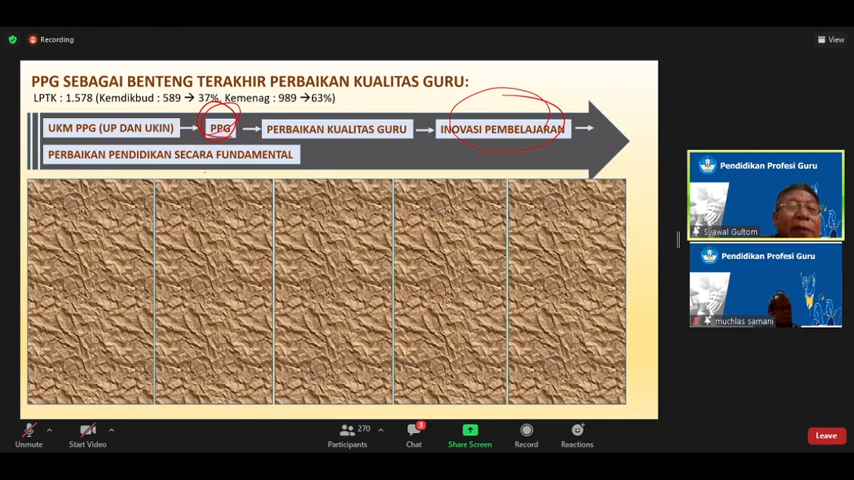 Recording
View
PPG SEBAGAI BENTENG TERAKHIR PERBAIKAN KUALITAS GURU:
LPTK : 1.578 (Kemdikbud : 589 → 37%, Kemenag : 989 →63%)
UKM PPG (UP DAN UKIN)
PPG
PERBAIKAN KUALITAS GURU
INOVASI PEMBELAJARAN
PERBAIKAN PENDIDIKAN SECARA FUNDAMENTAL
Pendidikan Profesi Guru
Syawal Gultom
Pendidikan Profesi Guru
muchlas samani
Unmute
Start Video
270
Participants
3
Chat
Share Screen
Record
Reactions
Leave